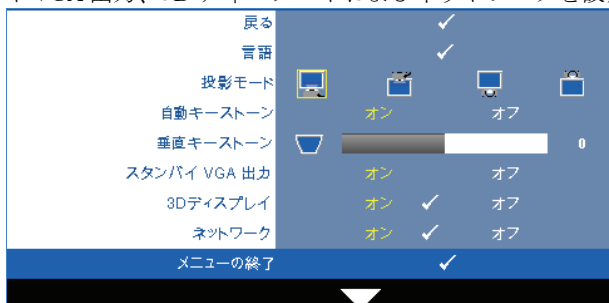 戻る
言語
投影モード
自動キーストーン オン オフ
垂直キーストーン 0
スタンバイ VGA 出力 オン オフ
3Dディスプレイ オン オフ
ネットワーク オン オフ
メニューの終了